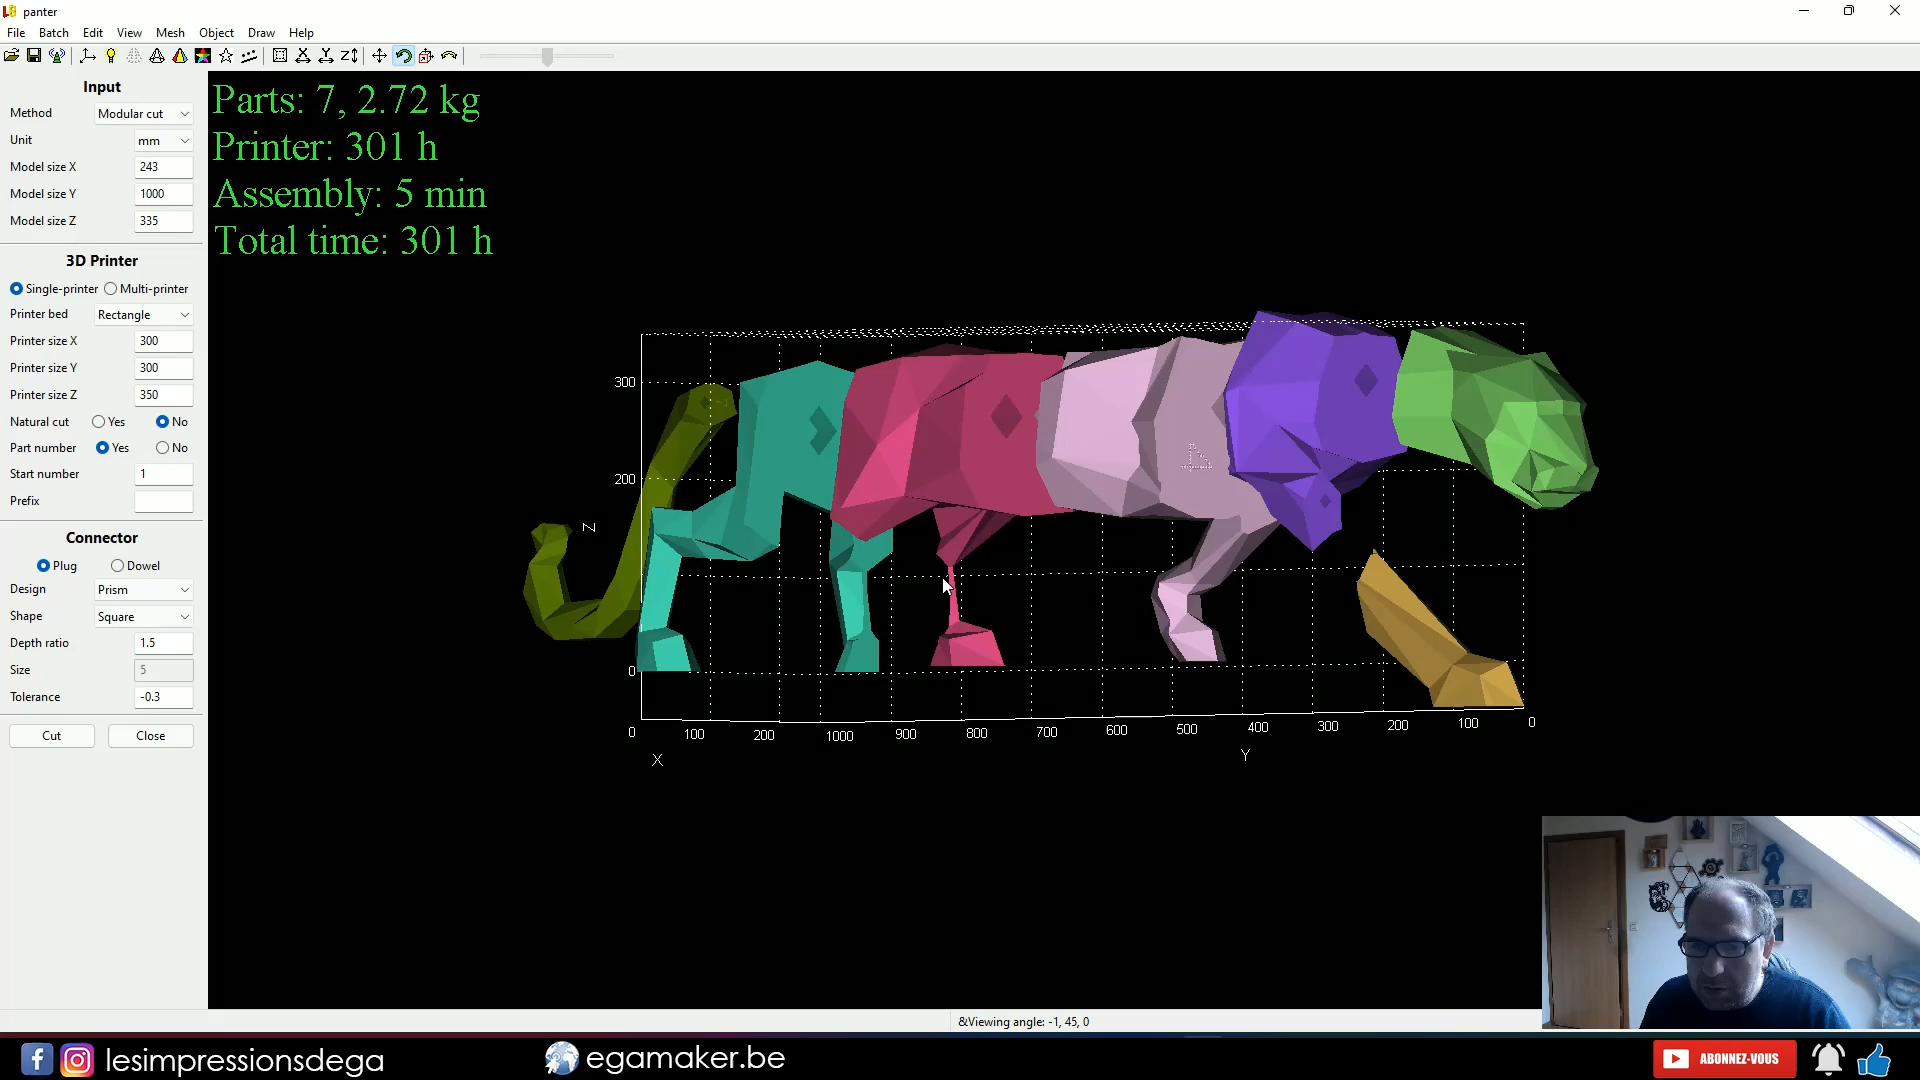 panter
File Batch Edit View Mesh Object Draw Help
Input
Method Modular cut
Unit mm
Model size X 243
Model size Y 1000
Model size Z 335
3D Printer
Single-printer Multi-printer
Printer bed Rectangle
Printer size X 300
Printer size Y 300
Printer size Z 350
Natural cut Yes No
Part number Yes No
Start number 1
Prefix
Connector
Plug Dowel
Design Prism
Shape Square
Depth ratio 1.5
Size 5
Tolerance -0.3
Cut Close
Parts: 7, 2.72 kg
Printer: 301 h
Assembly: 5 min
Total time: 301 h
300
200
Z
0
0 100 200 1000 900 800 700 600 500 400 300 200 100 0
X Y
&Viewing angle: -1, 45, 0
lesimpressionsdega
egamaker.be
ABONNEZ-VOUS